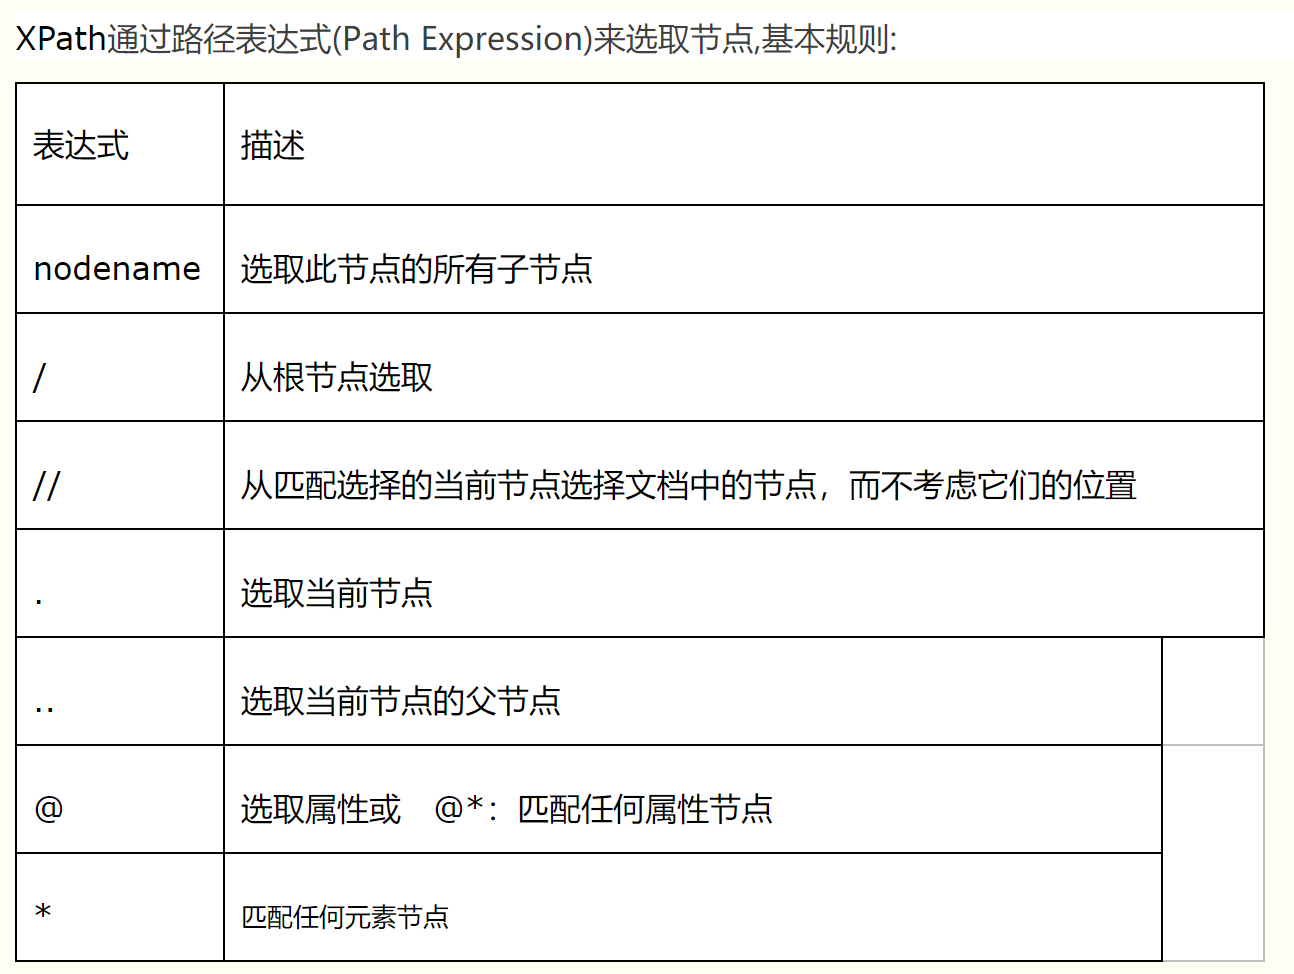 XPath通过路径表达式(Path Expression)来选取节点,基本规则:
表达式 描述
nodename 选取此节点的所有子节点
/ 从根节点选取
// 从匹配选择的当前节点选择文档中的节点，而不考虑它们的位置
. 选取当前节点
.. 选取当前节点的父节点
@ 选取属性或 @*：匹配任何属性节点
* 匹配任何元素节点